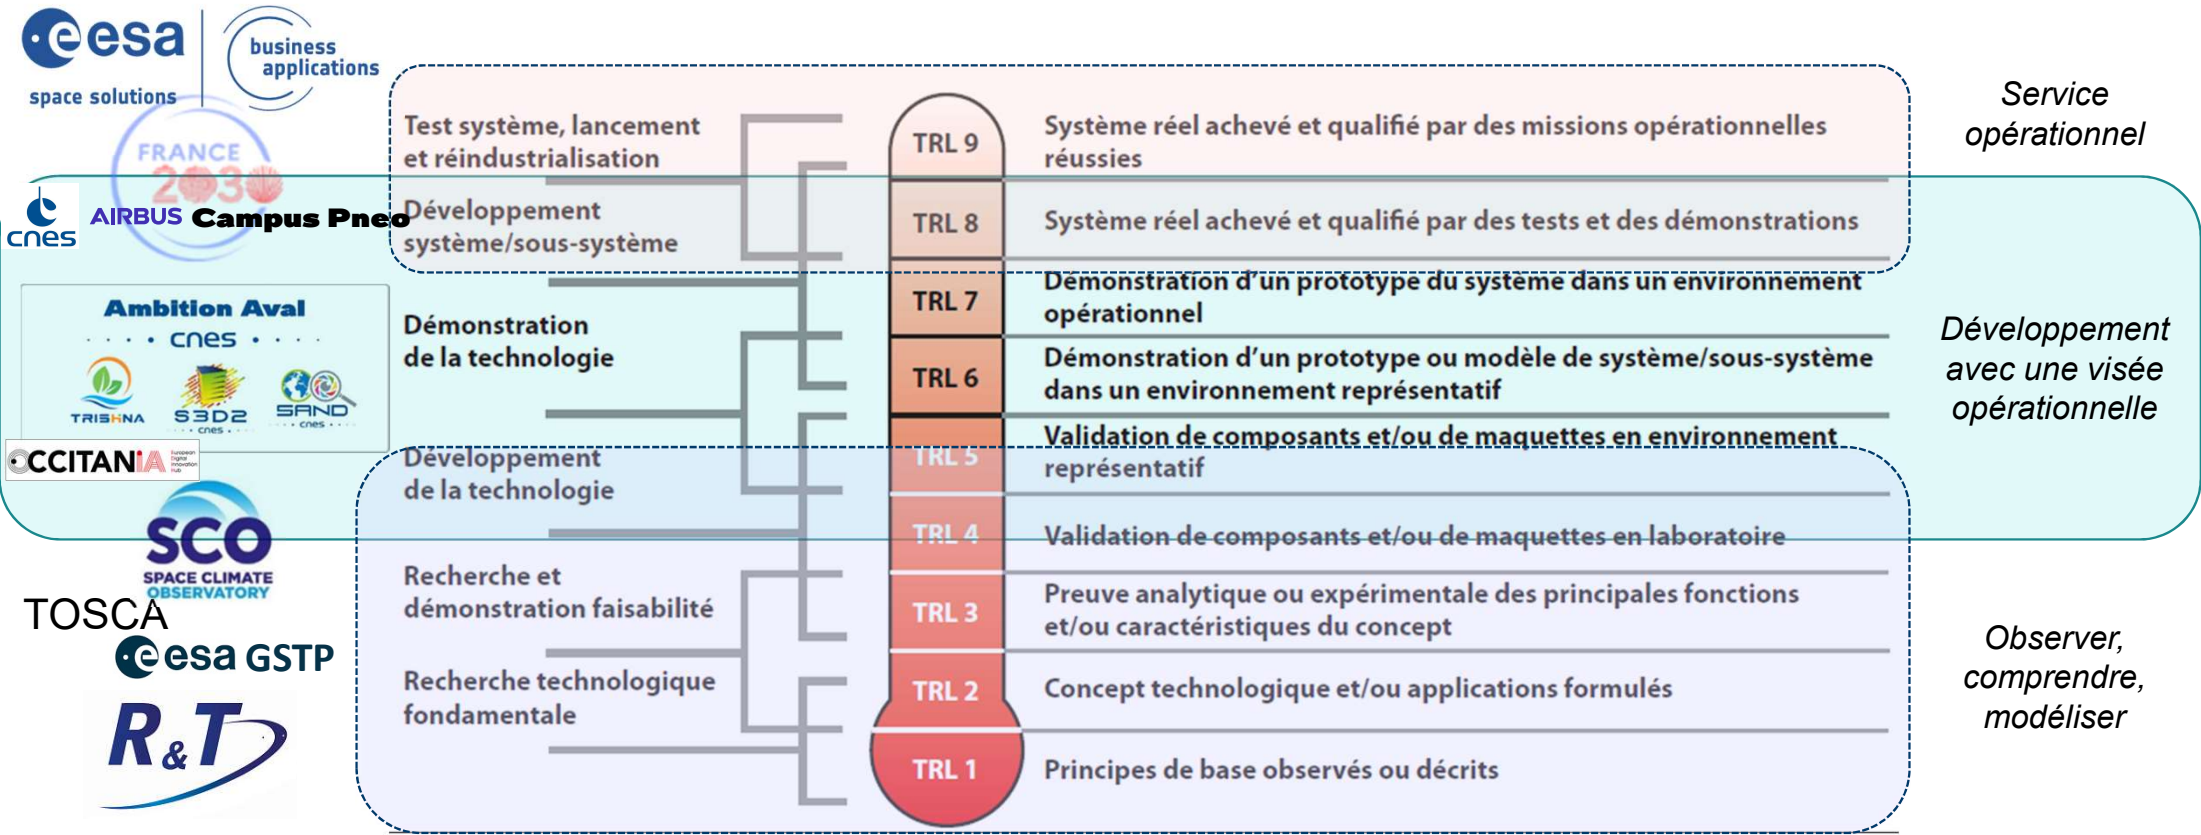 esa
space solutions
business
applications
FRANCE
2030
cnes
AIRBUS
Campus Pneo
Ambition Aval
cnes
TRISHNA
S3D2
cnes
SAND
cnes
OCCITANIA
European
Digital
Innovation
Hub
SCO
SPACE CLIMATE
OBSERVATORY
TOSCA
esa GSTP
R&T
Test système, lancement
et réindustrialisation
Développement
système/sous-système
Démonstration
de la technologie
Développement
de la technologie
Recherche et
démonstration faisabilité
Recherche technologique
fondamentale
TRL 9
Système réel achevé et qualifié par des missions opérationnelles
réussies
TRL 8
Système réel achevé et qualifié par des tests et des démonstrations
TRL 7
Démonstration d'un prototype du système dans un environnement
opérationnel
TRL 6
Démonstration d'un prototype ou modèle de système/sous-système
dans un environnement représentatif
TRL 5
Validation de composants et/ou de maquettes en environnement
représentatif
TRL 4
Validation de composants et/ou de maquettes en laboratoire
TRL 3
Preuve analytique ou expérimentale des principales fonctions
et/ou caractéristiques du concept
TRL 2
Concept technologique et/ou applications formulés
TRL 1
Principes de base observés ou décrits
Service
opérationnel
Développement
avec une visée
opérationnelle
Observer,
comprendre,
modéliser